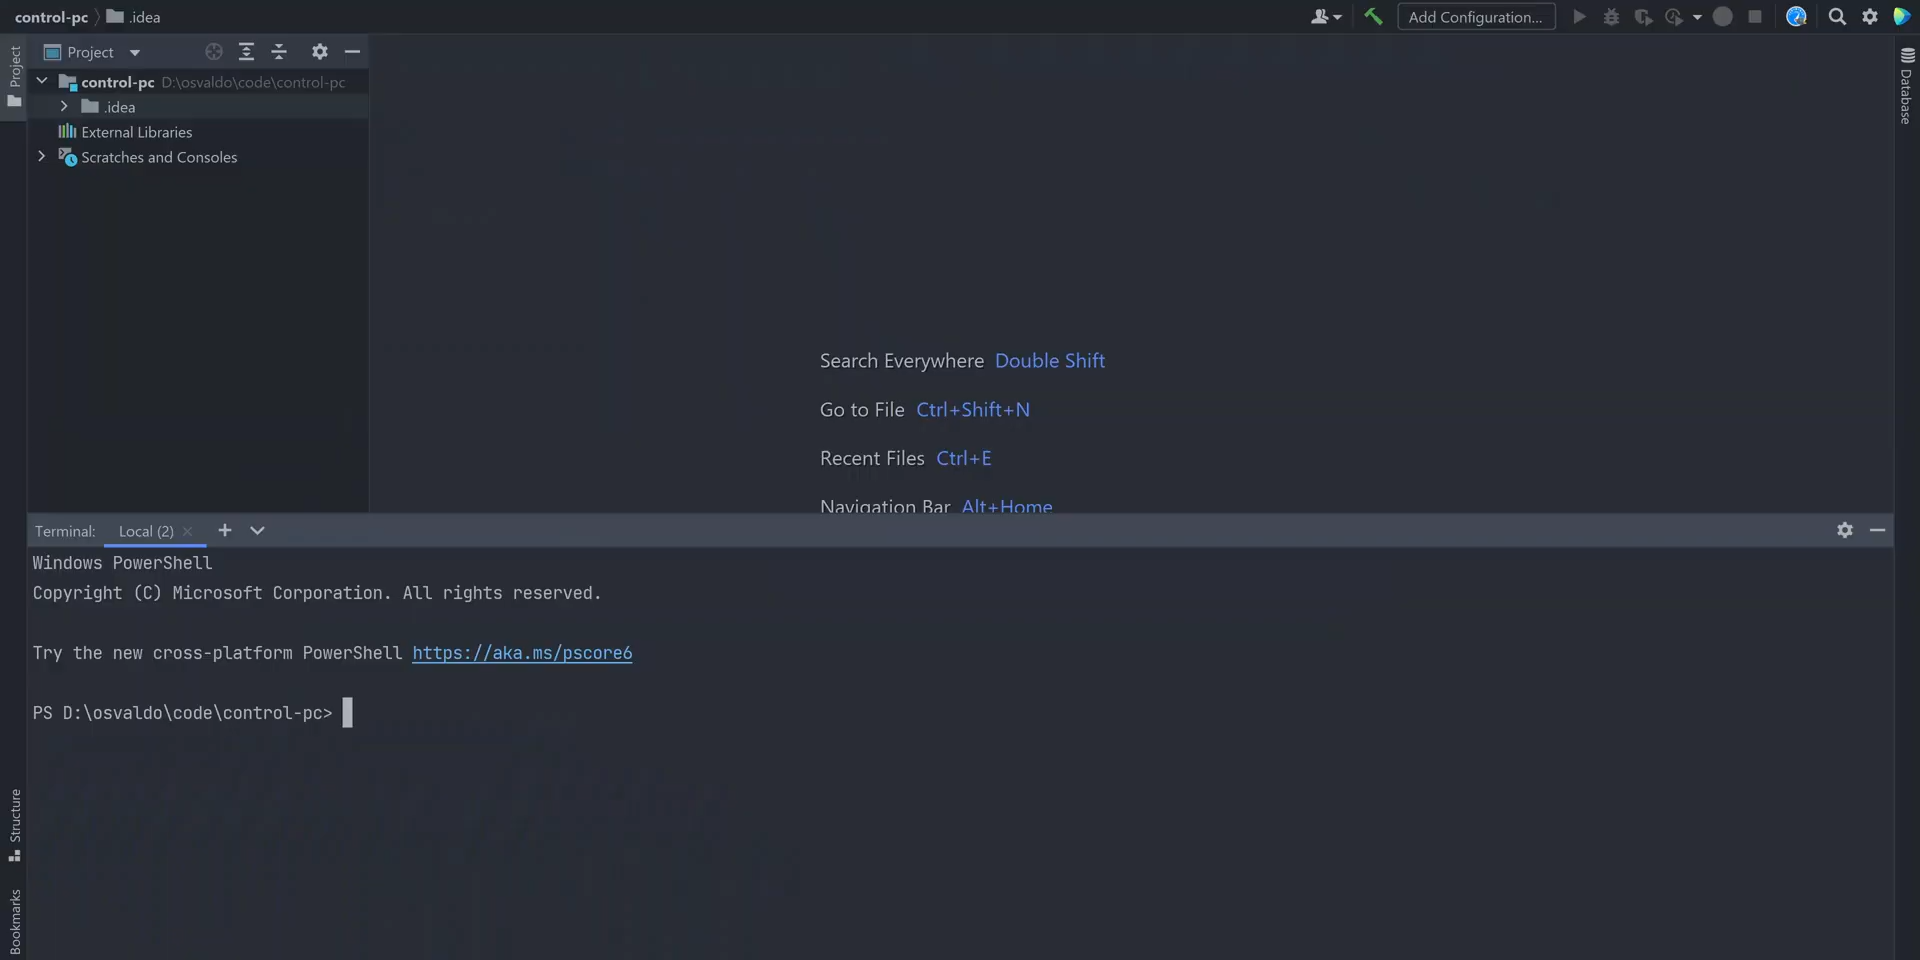 control-pc .idea
Add Configuration...
Project
Project
control-pc D:\osvaldo\code\control-pc
.idea
External Libraries
Scratches and Consoles
Database
Search Everywhere Double Shift
Go to File Ctrl+Shift+N
Recent Files Ctrl+E
Navigation Bar Alt+Home
Terminal: Local (2)
Windows PowerShell
Copyright (C) Microsoft Corporation. All rights reserved.
Try the new cross-platform PowerShell https://aka.ms/pscore6
PS D:\osvaldo\code\control-pc>
Structure
Bookmarks